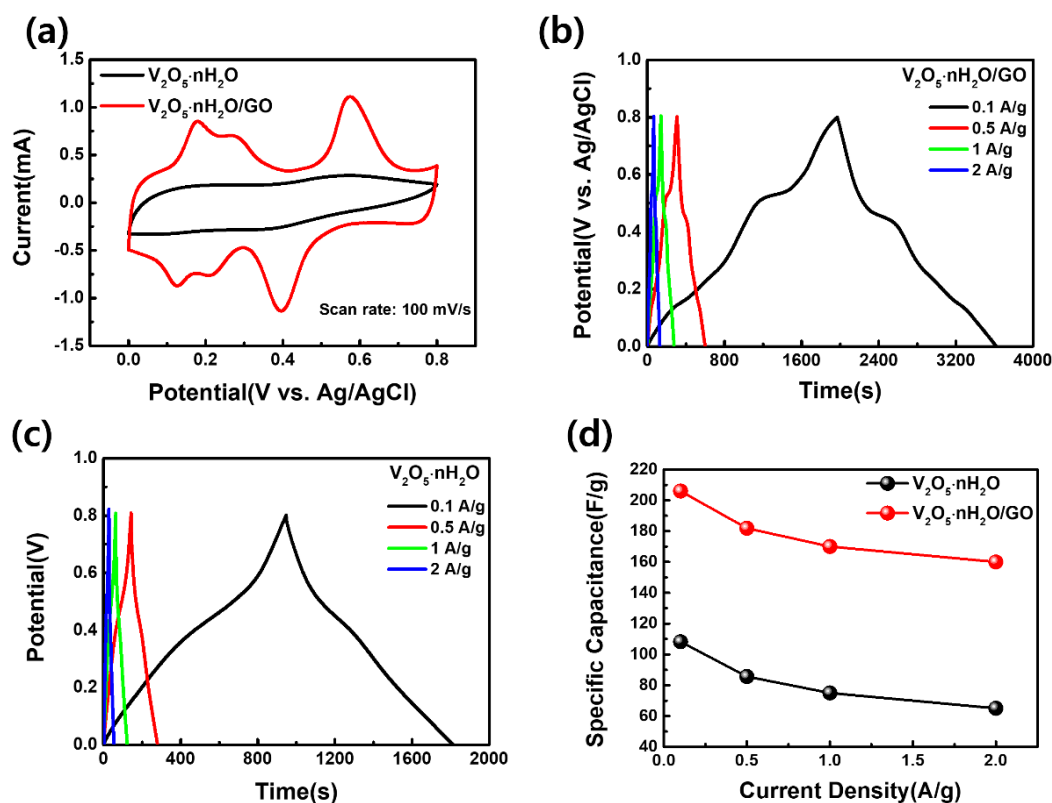 (a)
1.5
1.0
0.5
0.0
-0.5
-1.0
-1.5
Current(mA)
V₂O₅·nH₂O
V₂O₅·nH₂O/GO
Scan rate: 100 mV/s
0.0 0.2 0.4 0.6 0.8
Potential(V vs. Ag/AgCl)
(b)
1.0
0.8
0.6
0.4
0.2
0.0
Potential(V vs. Ag/AgCl)
V₂O₅·nH₂O/GO
0.1 A/g
0.5 A/g
1 A/g
2 A/g
0 800 1600 2400 3200 4000
Time(s)
(c)
1.0
0.8
0.6
0.4
0.2
0.0
Potential(V)
V₂O₅·nH₂O
0.1 A/g
0.5 A/g
1 A/g
2 A/g
0 400 800 1200 1600 2000
Time(s)
(d)
220
200
180
160
140
120
100
80
60
40
Specific Capacitance(F/g)
V₂O₅·nH₂O
V₂O₅·nH₂O/GO
0.0 0.5 1.0 1.5 2.0
Current Density(A/g)